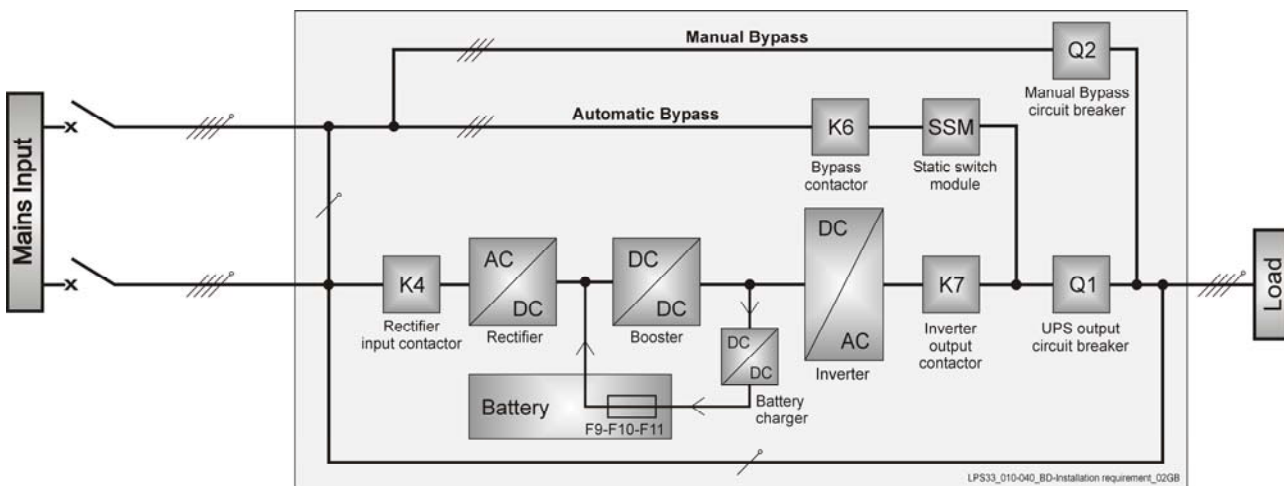 Manual Bypass
Q2
Manual Bypass
circuit breaker
Mains Input
Automatic Bypass
K6
Bypass
contactor
SSM
Static switch
module
K4
Rectifier
input contactor
AC
DC
Rectifier
DC
DC
Booster
DC
AC
Inverter
K7
Inverter
output
contactor
Q1
UPS output
circuit breaker
Load
DC
DC
Battery
charger
Battery
F9-F10-F11
LPS33_010-040_BD-Installation requirement_02GB